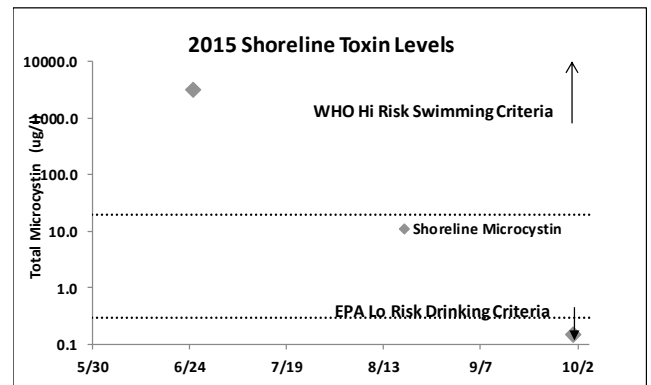 2015 Shoreline Toxin Levels
Total Microcystin (ug/l)
10000.0
1000.0
100.0
10.0
1.0
0.1
WHO Hi Risk Swimming Criteria
Shoreline Microcystin
EPA Lo Risk Drinking Criteria
5/30 6/24 7/19 8/13 9/7 10/2